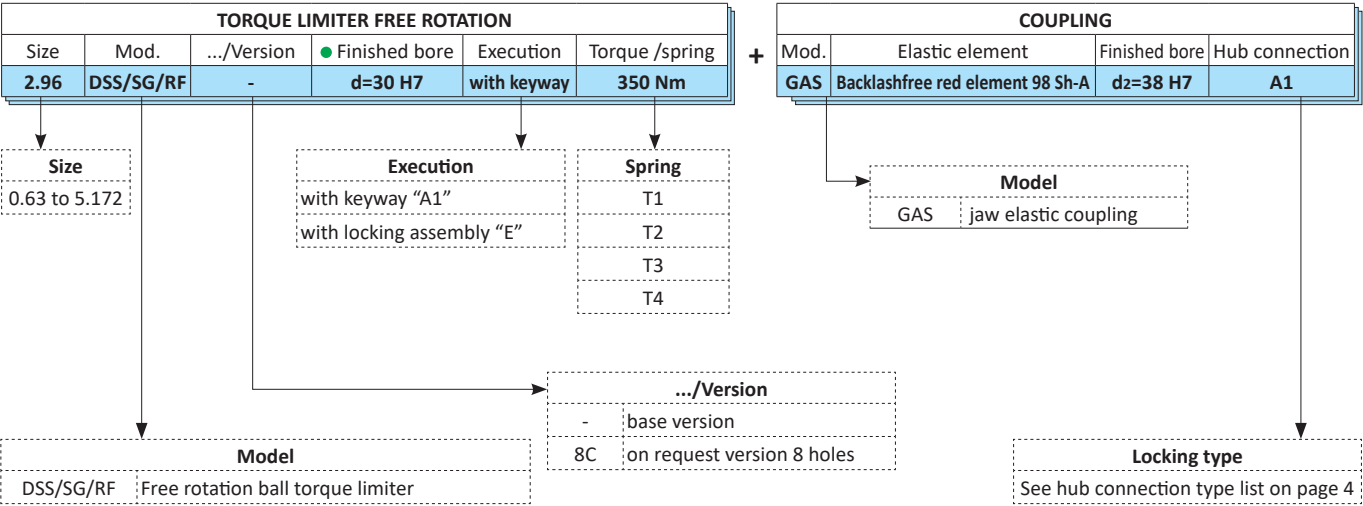 TORQUE LIMITER FREE ROTATION
Size Mod. .../Version ● Finished bore Execution Torque /spring
2.96 DSS/SG/RF - d=30 H7 with keyway 350 Nm
+
COUPLING
Mod. Elastic element Finished bore Hub connection
GAS Backlashfree red element 98 Sh-A d2=38 H7 A1
Size
0.63 to 5.172
Execution
with keyway “A1”
with locking assembly “E”
Spring
T1
T2
T3
T4
Model
GAS jaw elastic coupling
.../Version
- base version
8C on request version 8 holes
Model
DSS/SG/RF Free rotation ball torque limiter
Locking type
See hub connection type list on page 4